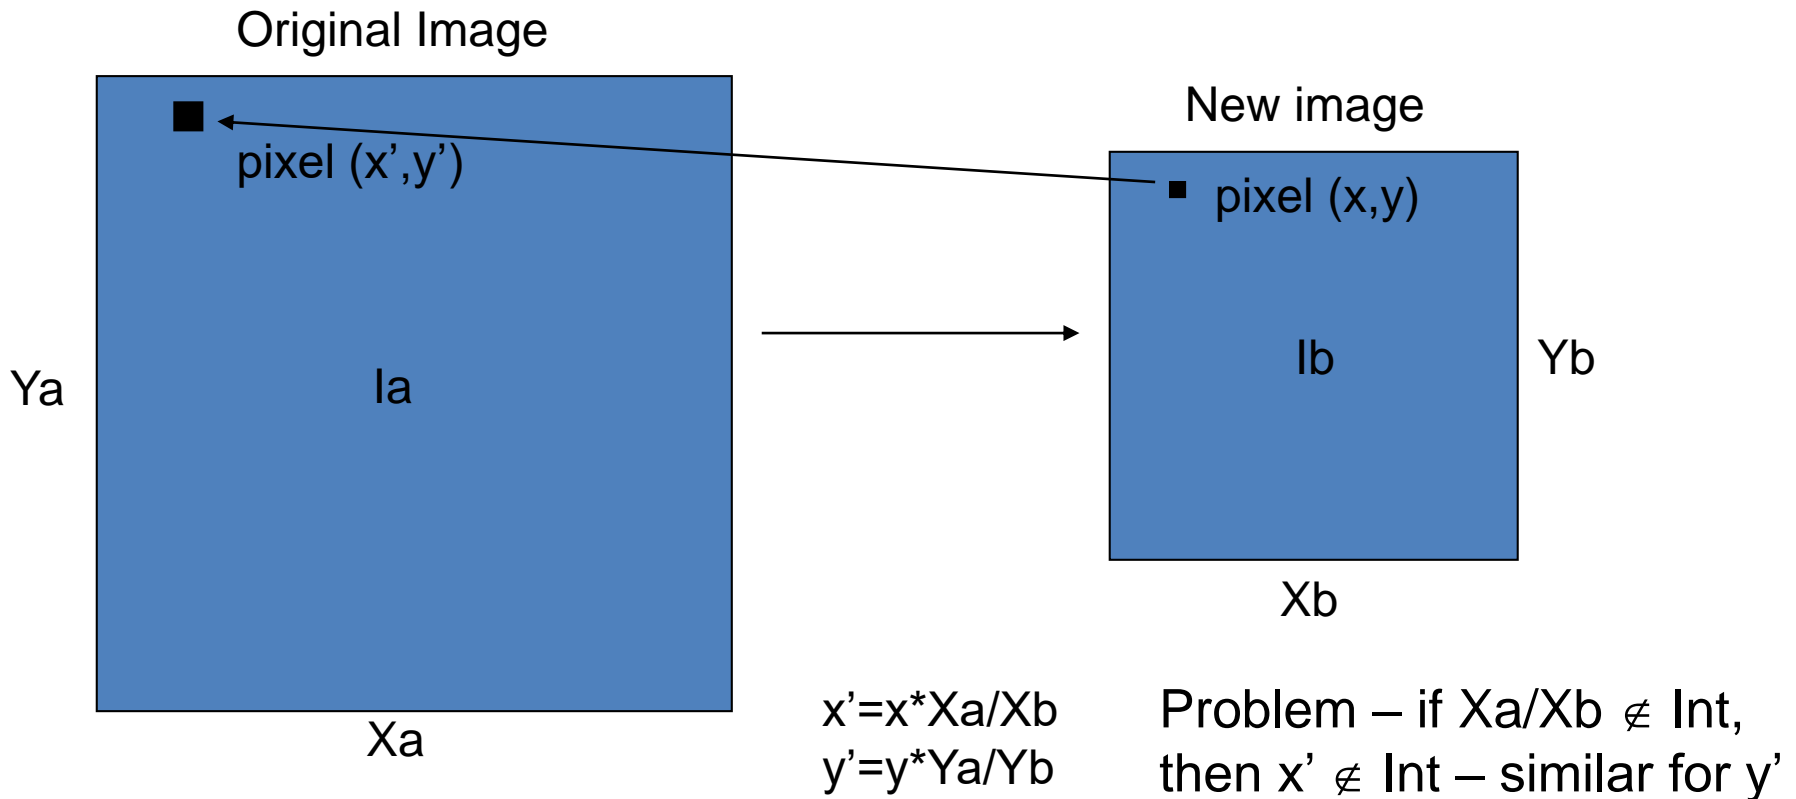 Original Image
New image
pixel (x’,y’)
pixel (x,y)
Ya
Ia
Ib
Yb
Xb
Xa
x’=x*Xa/Xb
y’=y*Ya/Yb
Problem – if Xa/Xb ∉ Int,
then x’ ∉ Int – similar for y’